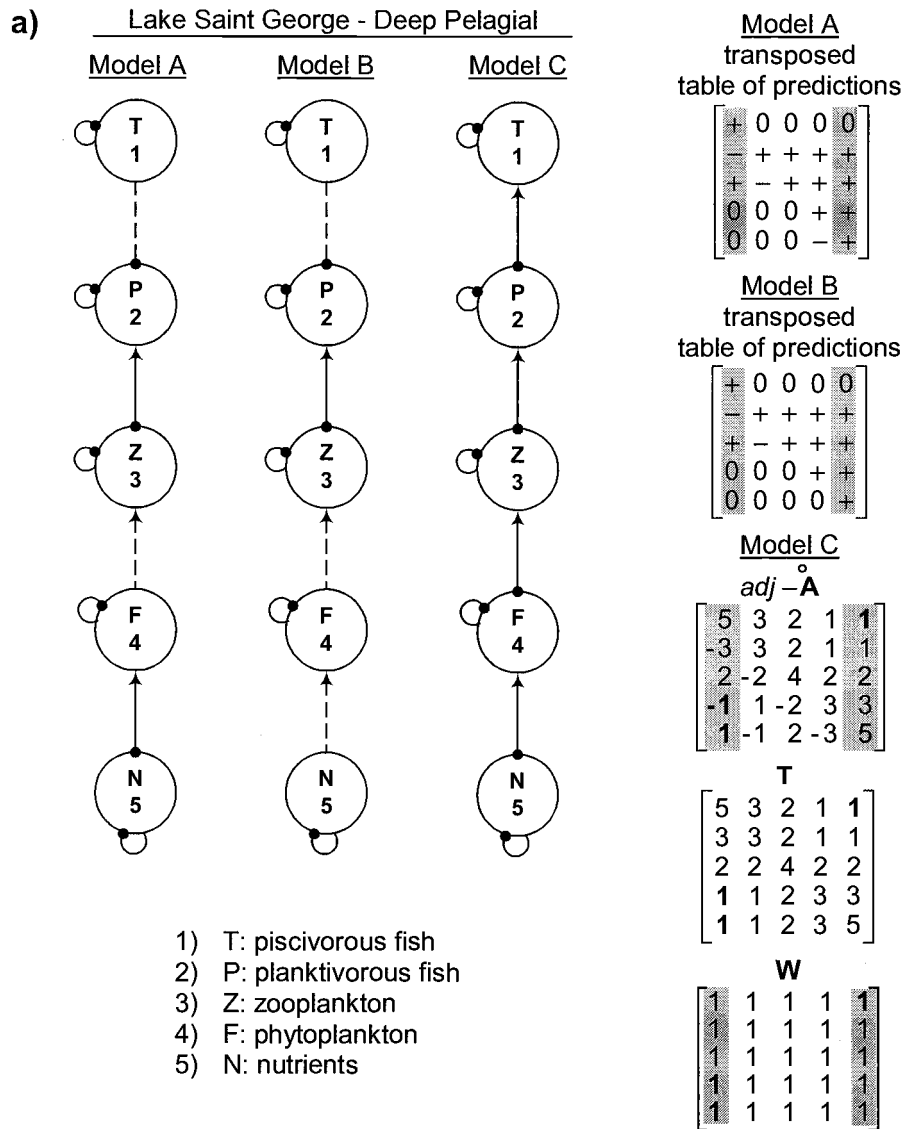 a)
Lake Saint George - Deep Pelagial
Model A
Model B
Model C
T
1
T
1
T
1
P
2
P
2
P
2
Z
3
Z
3
Z
3
F
4
F
4
F
4
N
5
N
5
N
5
1) T: piscivorous fish
2) P: planktivorous fish
3) Z: zooplankton
4) F: phytoplankton
5) N: nutrients
Model A
transposed
table of predictions
+ 0 0 0 0
– + + + +
+ – + + +
0 0 0 + +
0 0 0 – +
Model B
transposed
table of predictions
+ 0 0 0 0
– + + + +
+ – + + +
0 0 0 + +
0 0 0 0 +
Model C
adj –Å
5 3 2 1 1
-3 3 2 1 1
2 -2 4 2 2
-1 1 -2 3 3
1 -1 2 -3 5
T
5 3 2 1 1
3 3 2 1 1
2 2 4 2 2
1 1 2 3 3
1 1 2 3 5
W
1 1 1 1 1
1 1 1 1 1
1 1 1 1 1
1 1 1 1 1
1 1 1 1 1